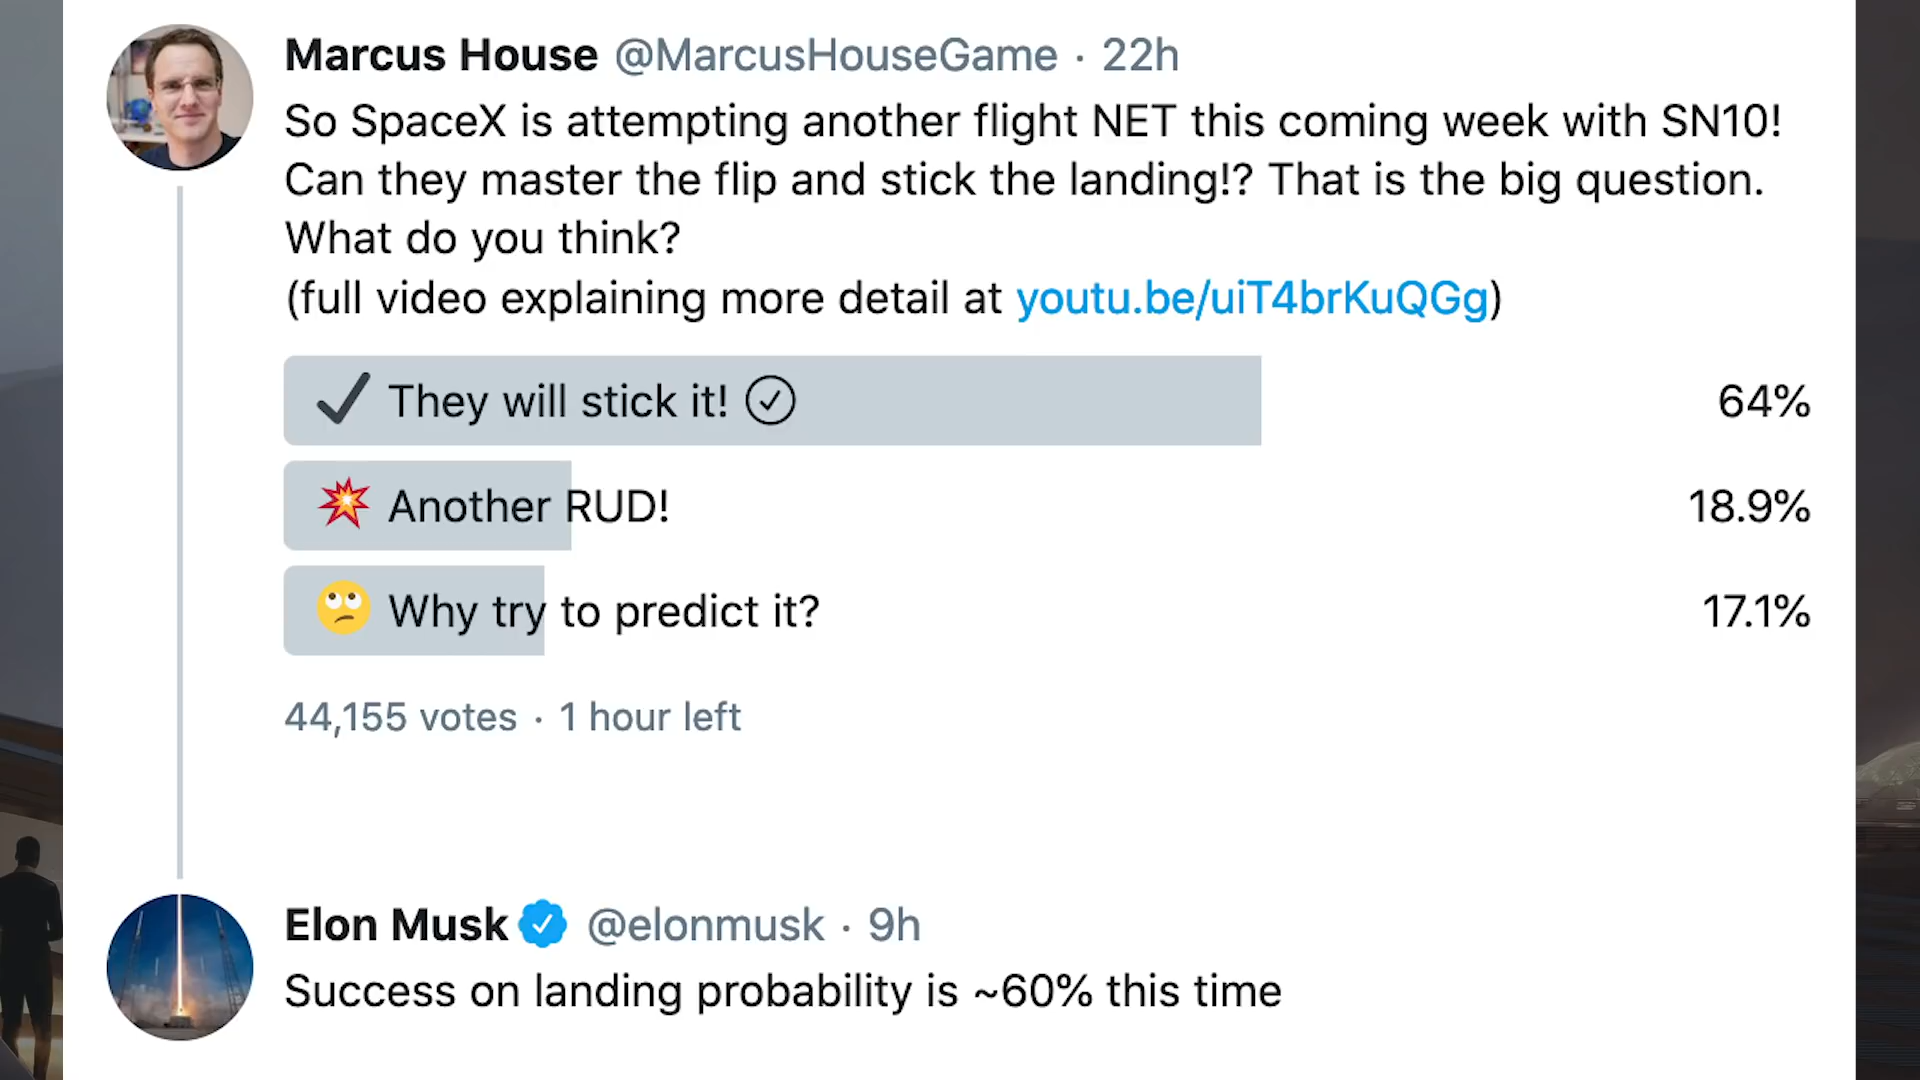 Marcus House @MarcusHouseGame · 22h
So SpaceX is attempting another flight NET this coming week with SN10!
Can they master the flip and stick the landing!? That is the big question.
What do you think?
(full video explaining more detail at youtu.be/uiT4brKuQGg)
✔️ They will stick it! 64%
💥 Another RUD! 18.9%
🙄 Why try to predict it? 17.1%
44,155 votes · 1 hour left
Elon Musk @elonmusk · 9h
Success on landing probability is ~60% this time